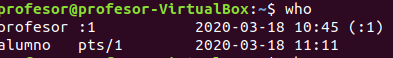 profesor@profesor-VirtualBox:~$ who
profesor :1           2020-03-18 10:45 (:1)
alumno   pts/1        2020-03-18 11:11